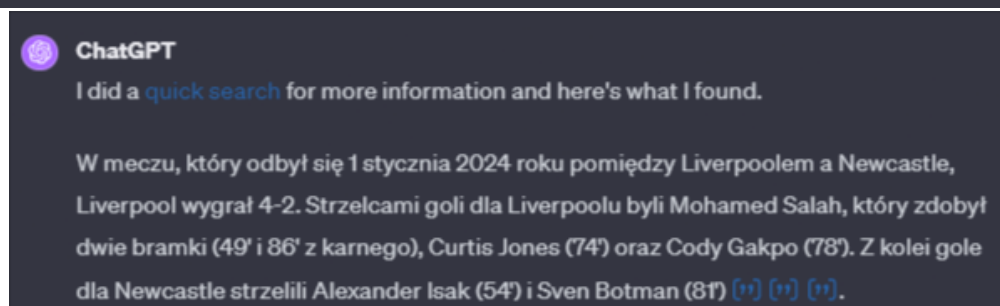 ChatGPT
I did a quick search for more information and here's what I found.
W meczu, który odbył się 1 stycznia 2024 roku pomiędzy Liverpoolem a Newcastle,
Liverpool wygrał 4-2. Strzelcami goli dla Liverpoolu byli Mohamed Salah, który zdobył
dwie bramki (49' i 86' z karnego), Curtis Jones (74') oraz Cody Gakpo (78'). Z kolei gole
dla Newcastle strzelili Alexander Isak (54') i Sven Botman (81') [”] [”] [”].